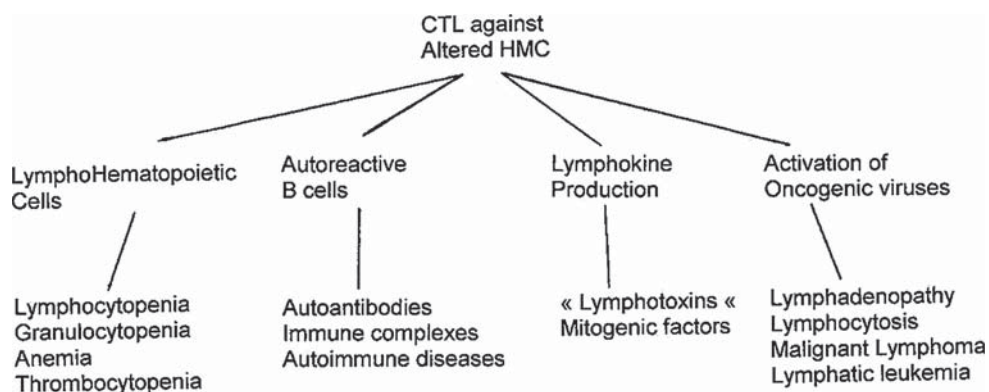 CTL against
Altered HMC
LymphoHematopoietic
Cells
Autoreactive
B cells
Lymphokine
Production
Activation of
Oncogenic viruses
Lymphocytopenia
Granulocytopenia
Anemia
Thrombocytopenia
Autoantibodies
Immune complexes
Autoimmune diseases
« Lymphotoxins «
Mitogenic factors
Lymphadenopathy
Lymphocytosis
Malignant Lymphoma
Lymphatic leukemia